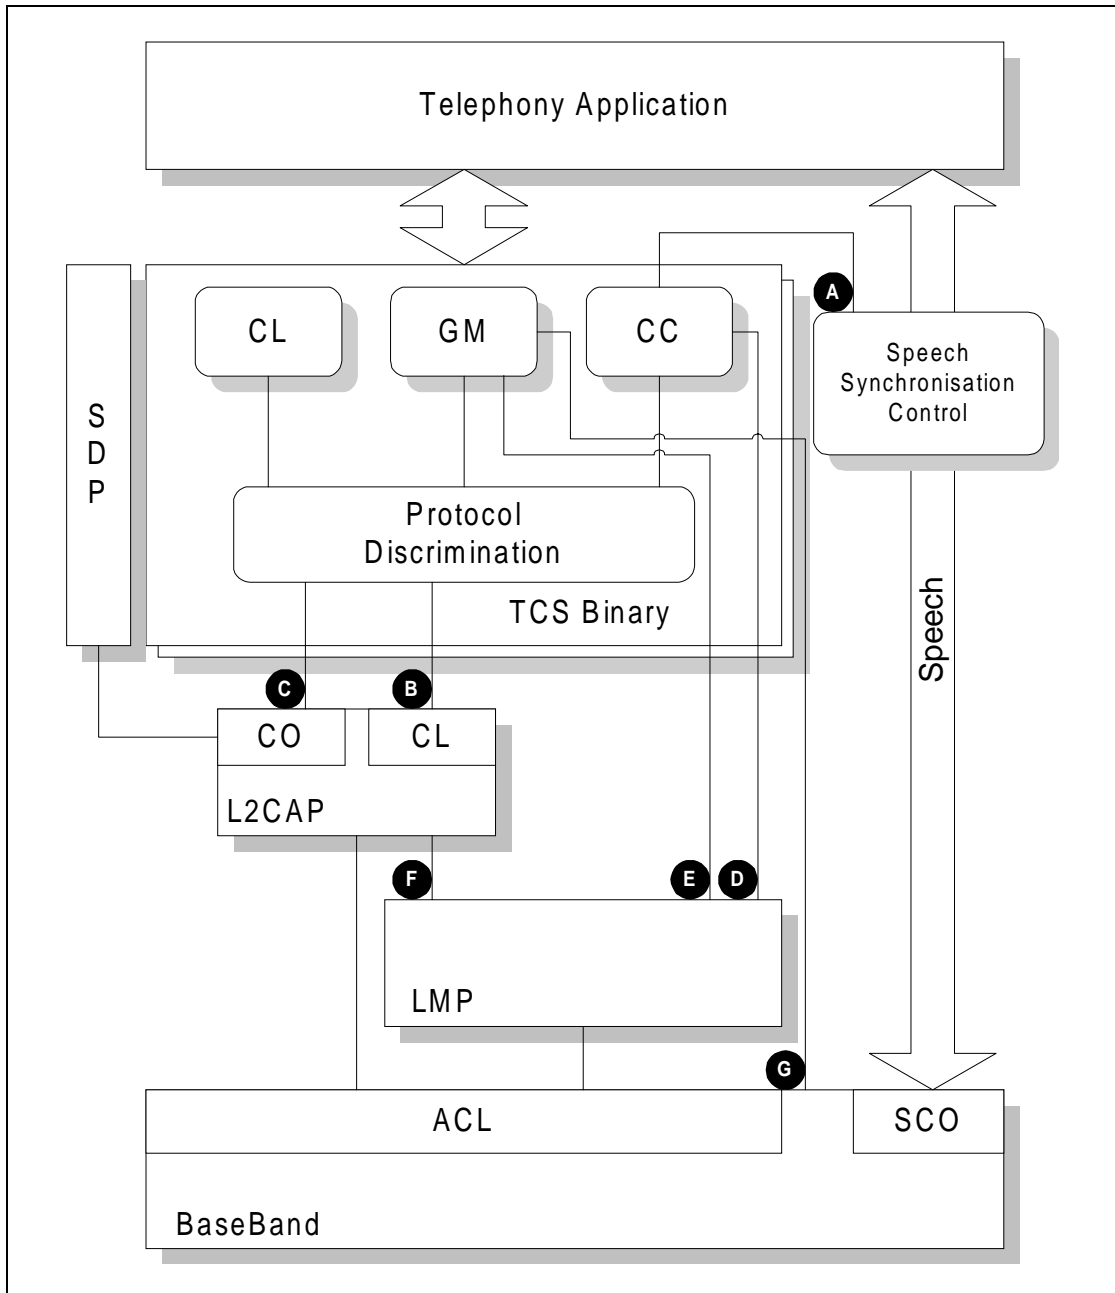 Telephony Application
A
CL
GM
CC
Speech
Synchronisation
Control
S
D
P
Protocol
Discrimination
TCS Binary
Speech
C
B
CO
CL
L2CAP
F
E
D
LMP
G
ACL
SCO
BaseBand